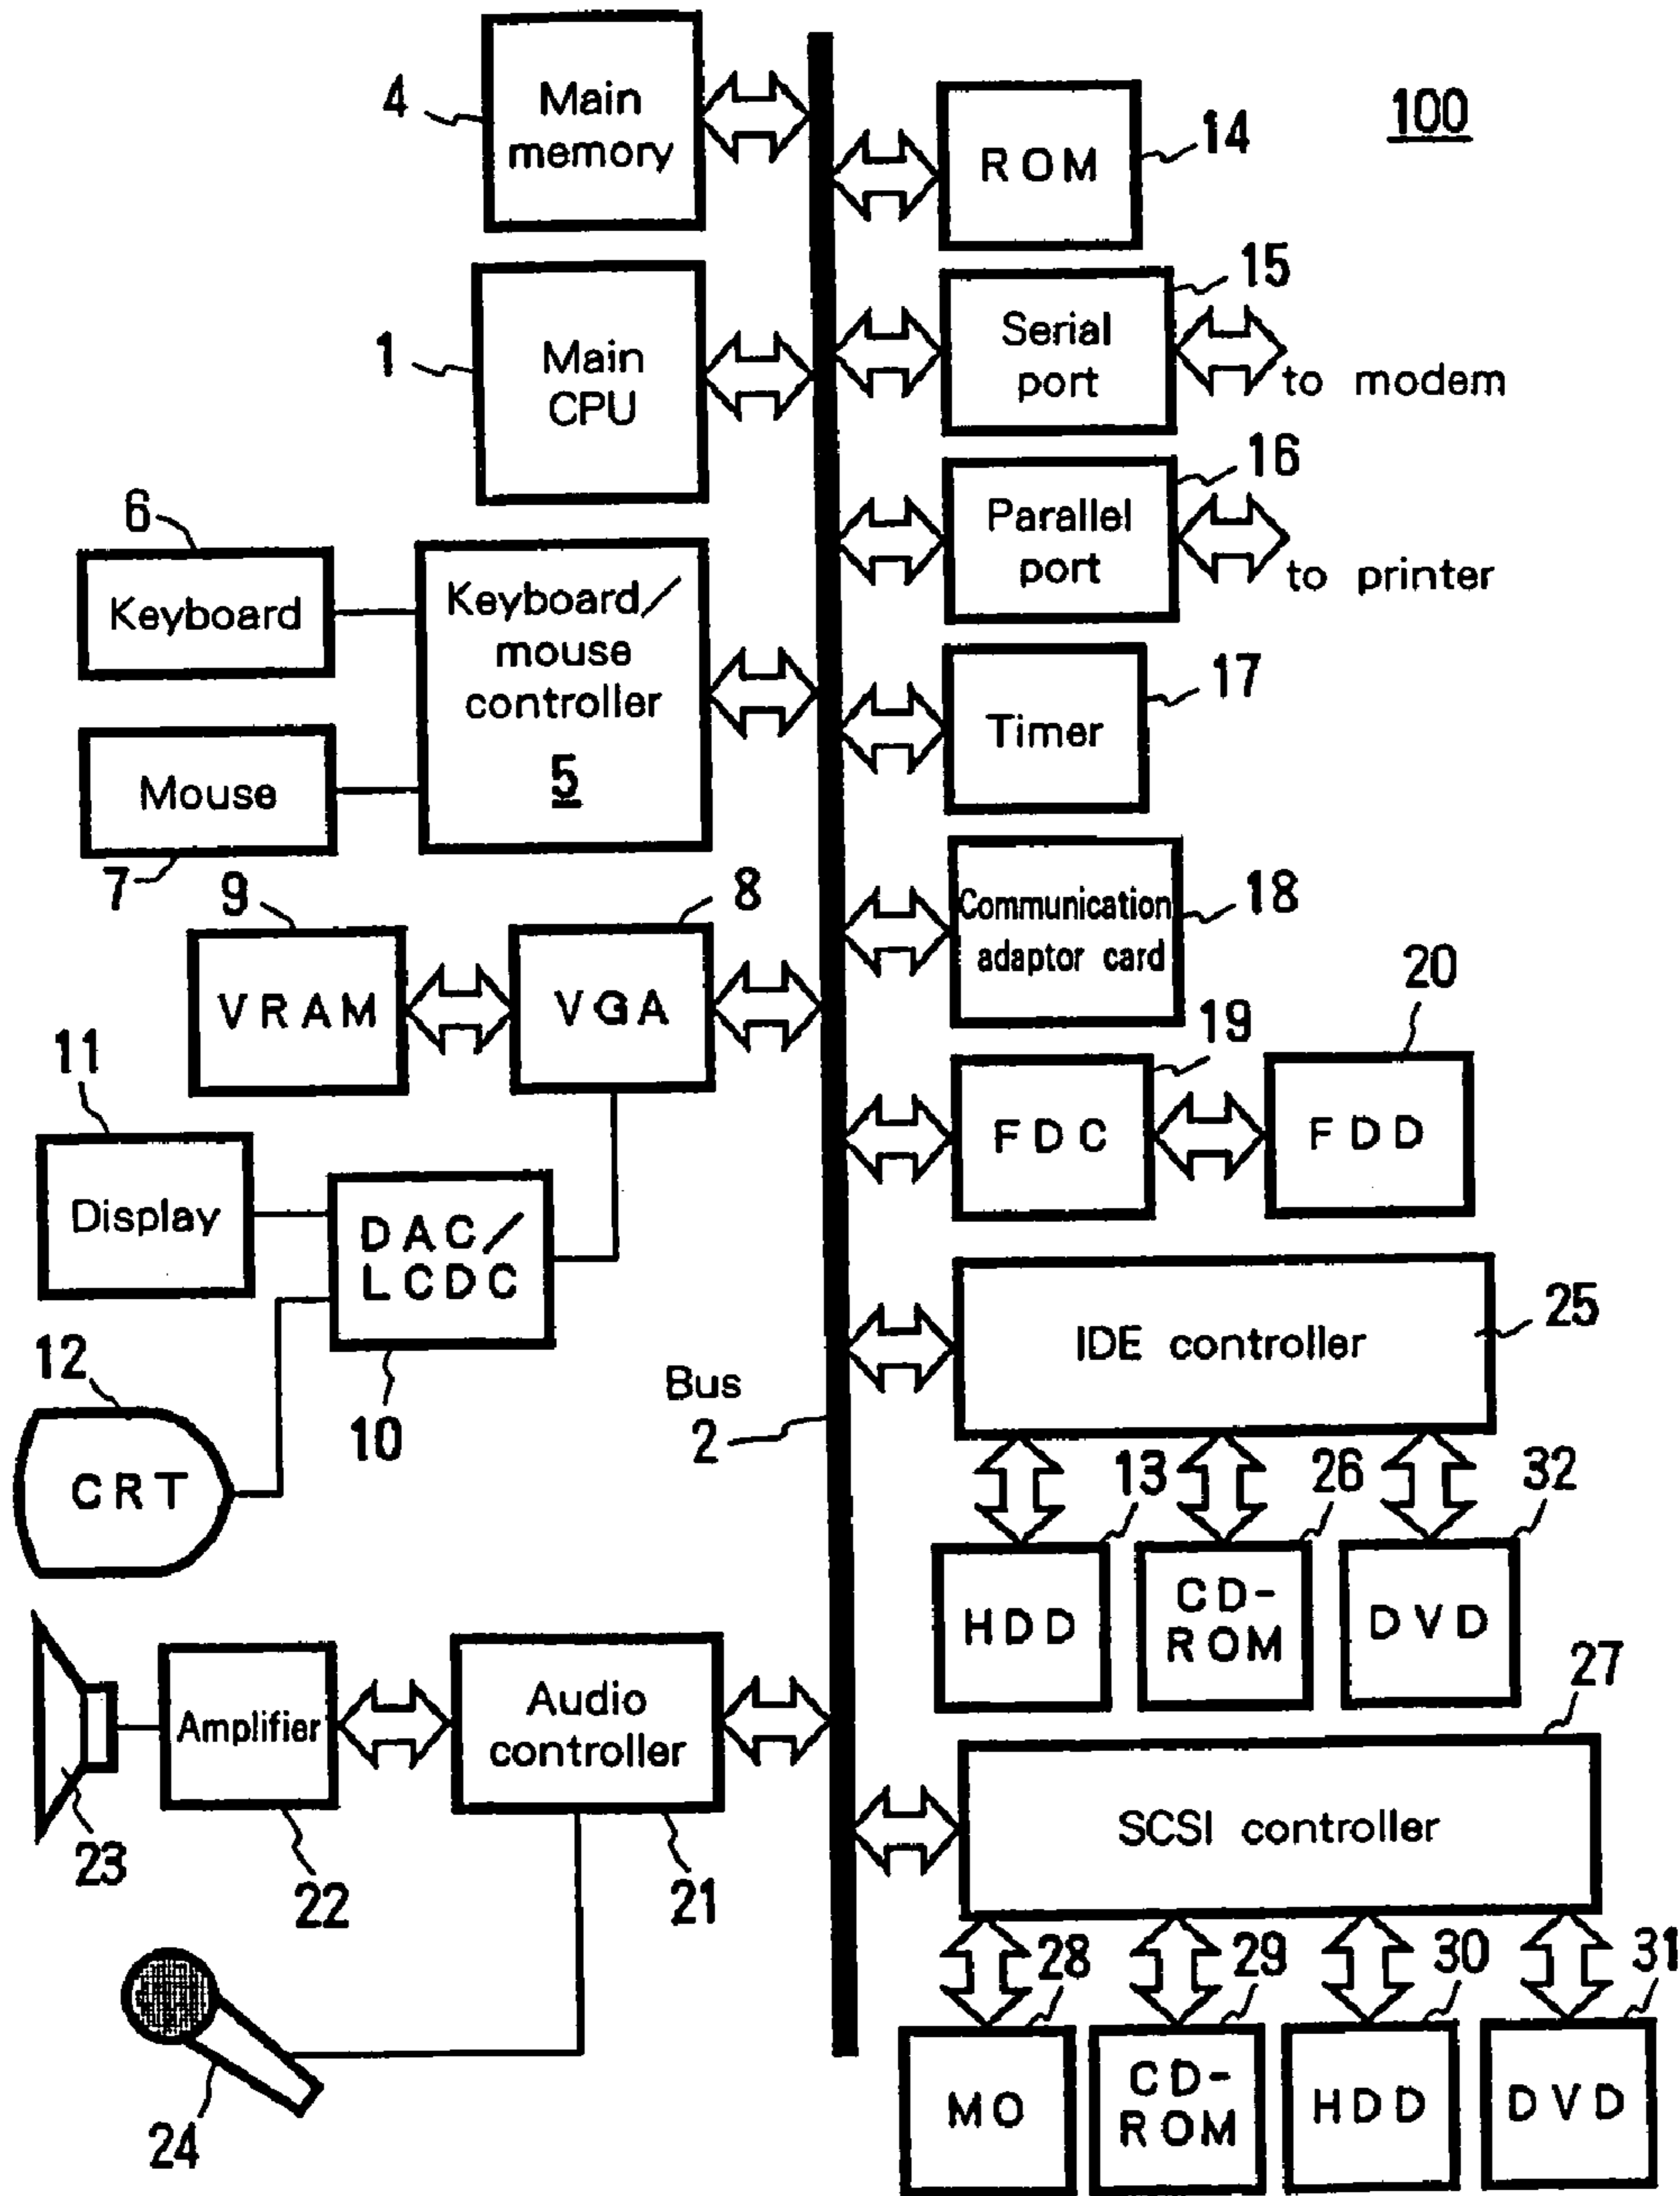 100
4
Main
memory
14
ROM
1
Main
CPU
15
Serial
port
to modem
16
Parallel
port
to printer
6
Keyboard
Keyboard/
mouse
controller
5
Mouse
7
17
Timer
18
Communication
adaptor card
9
VRAM
8
VGA
19
FDC
20
FDD
11
Display
DAC/
LCDC
10
12
CRT
Bus
2
25
IDE controller
13
HDD
26
CD-
ROM
32
DVD
23
Amplifier
22
Audio
controller
21
24
27
SCSI controller
28
MO
29
CD-
ROM
30
HDD
31
DVD